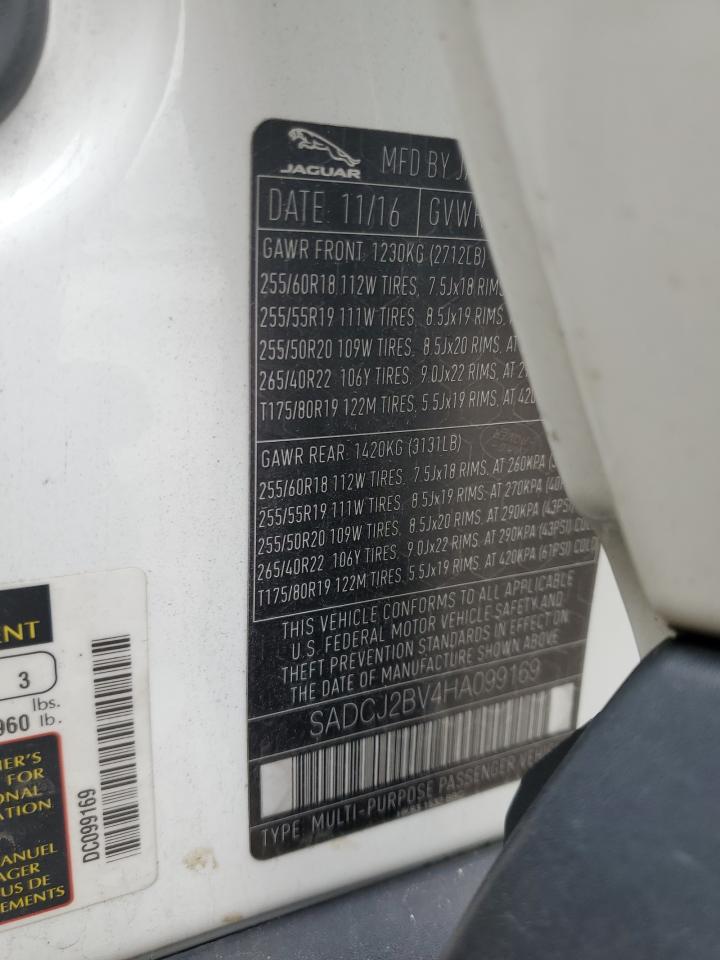 JAGUAR
MFD BY
DATE: 11/16
GAWR FRONT 1230KG (2712LB)
255/60R18 112W TIRES, 7.5Jx18 RIMS
255/55R19 111W TIRES, 8.5Jx19 RIMS,
255/50R20 109W TIRES, 8.5Jx20 RIMS, AT
265/40R22 106Y TIRES, 9.0Jx22 RIMS, AT
T175/80R19 122M TIRES, 5.5Jx19 RIMS, AT
GAWR REAR: 1420KG (3131LB)
255/60R18 112W TIRES, 7.5Jx18 RIMS, AT 260KPA
255/55R19 111W TIRES, 8.5Jx19 RIMS, AT 270KPA
255/50R20 109W TIRES, 8.5Jx20 RIMS, AT 290KPA (43PSI)
265/40R22 106Y TIRES, 9.0Jx22 RIMS, AT 290KPA (43PSI)
T175/80R19 122M TIRES, 5.5Jx19 RIMS, AT 420KPA (61PSI)
THIS VEHICLE CONFORMS TO ALL APPLICABLE
U.S. FEDERAL MOTOR VEHICLE SAFETY AND
THEFT PREVENTION STANDARDS IN EFFECT ON
THE DATE OF MANUFACTURE SHOWN ABOVE
SADCJ2BV4HA099169
TYPE: MULTI-PURPOSE PASSENGER
3
lbs.
960 lb.
FOR
DE
DC099169